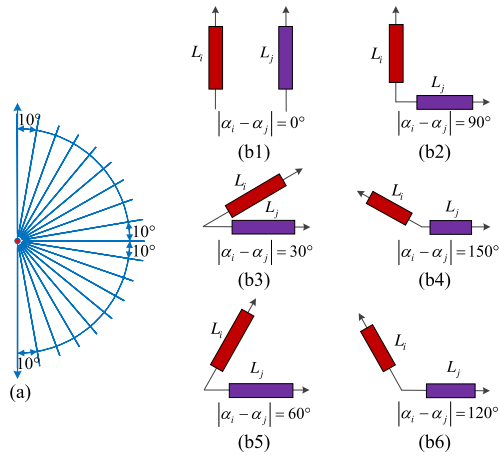 10°
10°
10°
10°
(a)
L_i
L_j
|α_i − α_j| = 0°
(b1)
L_i
L_j
|α_i − α_j| = 90°
(b2)
L_i
L_j
|α_i − α_j| = 30°
(b3)
L_i
L_j
|α_i − α_j| = 150°
(b4)
L_i
L_j
|α_i − α_j| = 60°
(b5)
L_i
L_j
|α_i − α_j| = 120°
(b6)